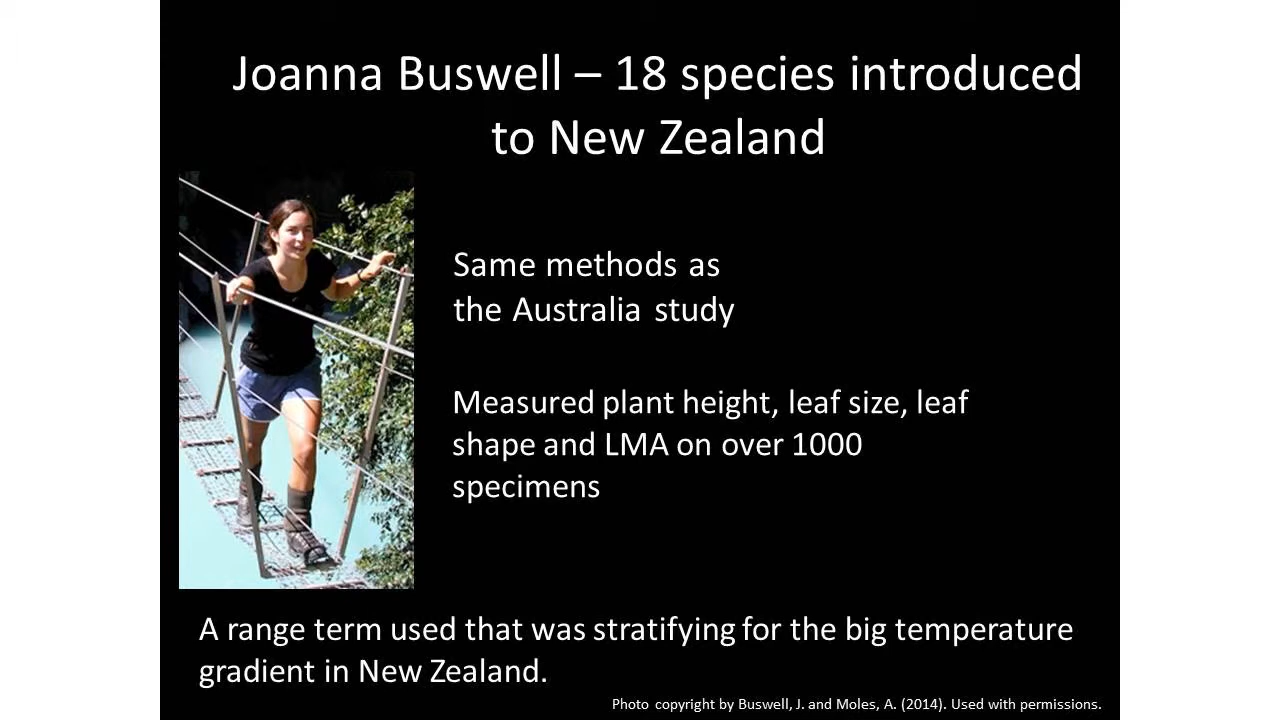 Joanna Buswell – 18 species introduced
to New Zealand
Same methods as
the Australia study
Measured plant height, leaf size, leaf
shape and LMA on over 1000
specimens
A range term used that was stratifying for the big temperature
gradient in New Zealand.
Photo copyright by Buswell, J. and Moles, A. (2014). Used with permissions.